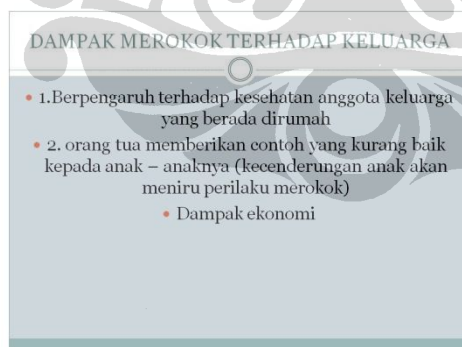 DAMPAK MEROKOK TERHADAP KELUARGA
• 1.Berpengaruh terhadap kesehatan anggota keluarga
yang berada dirumah
• 2. orang tua memberikan contoh yang kurang baik
kepada anak – anaknya (kecenderungan anak akan
meniru perilaku merokok)
• Dampak ekonomi